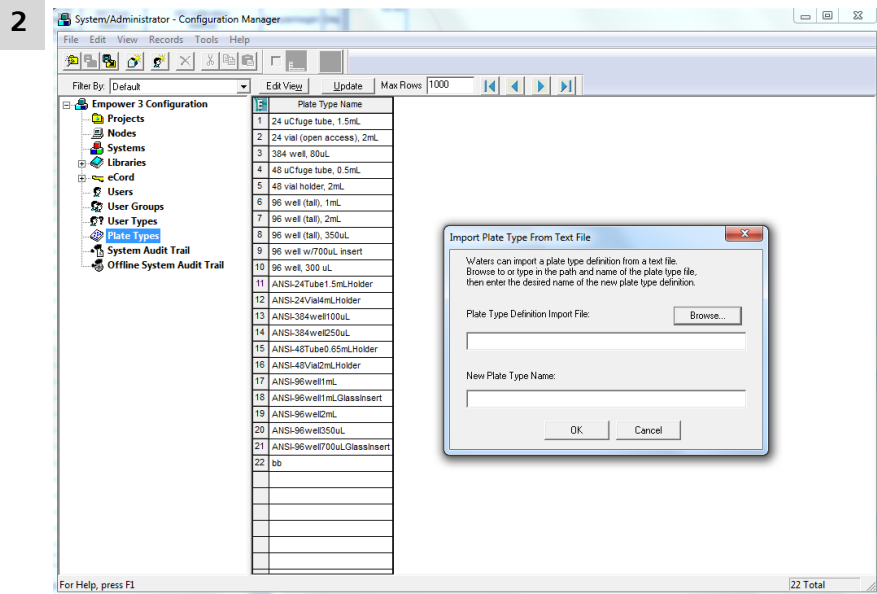 2
System/Administrator - Configuration Manager
File Edit View Records Tools Help
Filter By: Default Edit View Update Max Rows 1000
Empower 3 Configuration
Projects
Nodes
Systems
Libraries
eCord
Users
User Groups
User Types
Plate Types
System Audit Trail
Offline System Audit Trail
Plate Type Name
1 24 uCfuge tube, 1.5mL
2 24 vial (open access), 2mL
3 384 well, 80uL
4 48 uCfuge tube, 0.5mL
5 48 vial holder, 2mL
6 96 well (tall), 1mL
7 96 well (tall), 2mL
8 96 well (tall), 350uL
9 96 well w/700uL insert
10 96 well, 300 uL
11 ANSI-24Tube1.5mLHolder
12 ANSI-24Vial4mLHolder
13 ANSI-384well100uL
14 ANSI-384well250uL
15 ANSI-48Tube0.65mLHolder
16 ANSI-48Vial2mLHolder
17 ANSI-96well1mL
18 ANSI-96well1mLGlassInsert
19 ANSI-96well2mL
20 ANSI-96well350uL
21 ANSI-96well700uLGlassInsert
22 bb
Import Plate Type From Text File
Waters can import a plate type definition from a text file.
Browse to or type in the path and name of the plate type file,
then enter the desired name of the new plate type definition.
Plate Type Definition Import File: Browse...
New Plate Type Name:
OK Cancel
For Help, press F1 22 Total